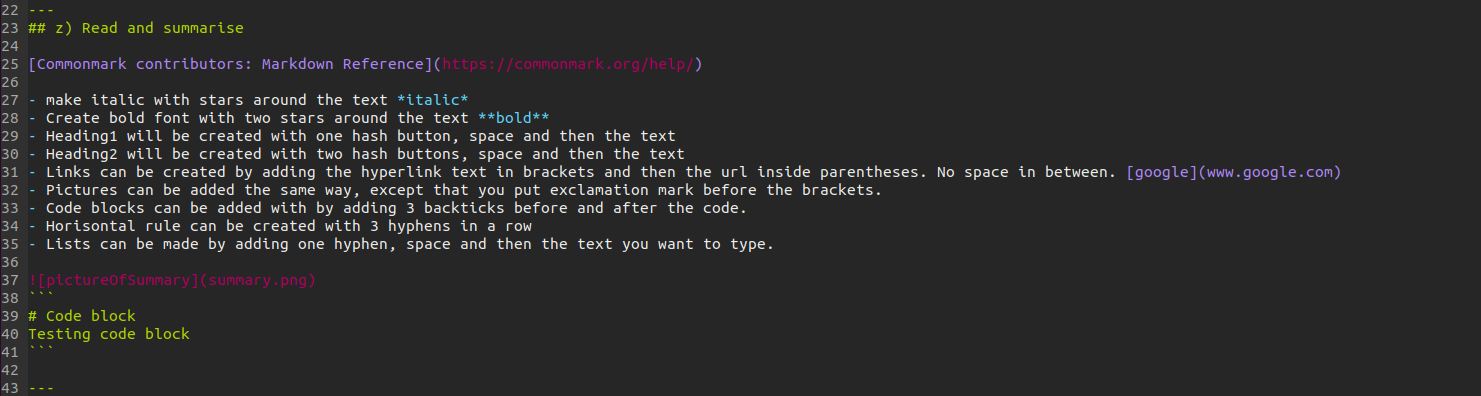 22 ---
23 ## z) Read and summarise
24
25 [Commonmark contributors: Markdown Reference](https://commonmark.org/help/)
26
27 - make italic with stars around the text *italic*
28 - Create bold font with two stars around the text **bold**
29 - Heading1 will be created with one hash button, space and then the text
30 - Heading2 will be created with two hash buttons, space and then the text
31 - Links can be created by adding the hyperlink text in brackets and then the url inside parentheses. No space in between. [google](www.google.com)
32 - Pictures can be added the same way, except that you put exclamation mark before the brackets.
33 - Code blocks can be added with by adding 3 backticks before and after the code.
34 - Horisontal rule can be created with 3 hyphens in a row
35 - Lists can be made by adding one hyphen, space and then the text you want to type.
36
37 ![pictureOfSummary](summary.png)
38 ```
39 # Code block
40 Testing code block
41 ```
42
43 ---